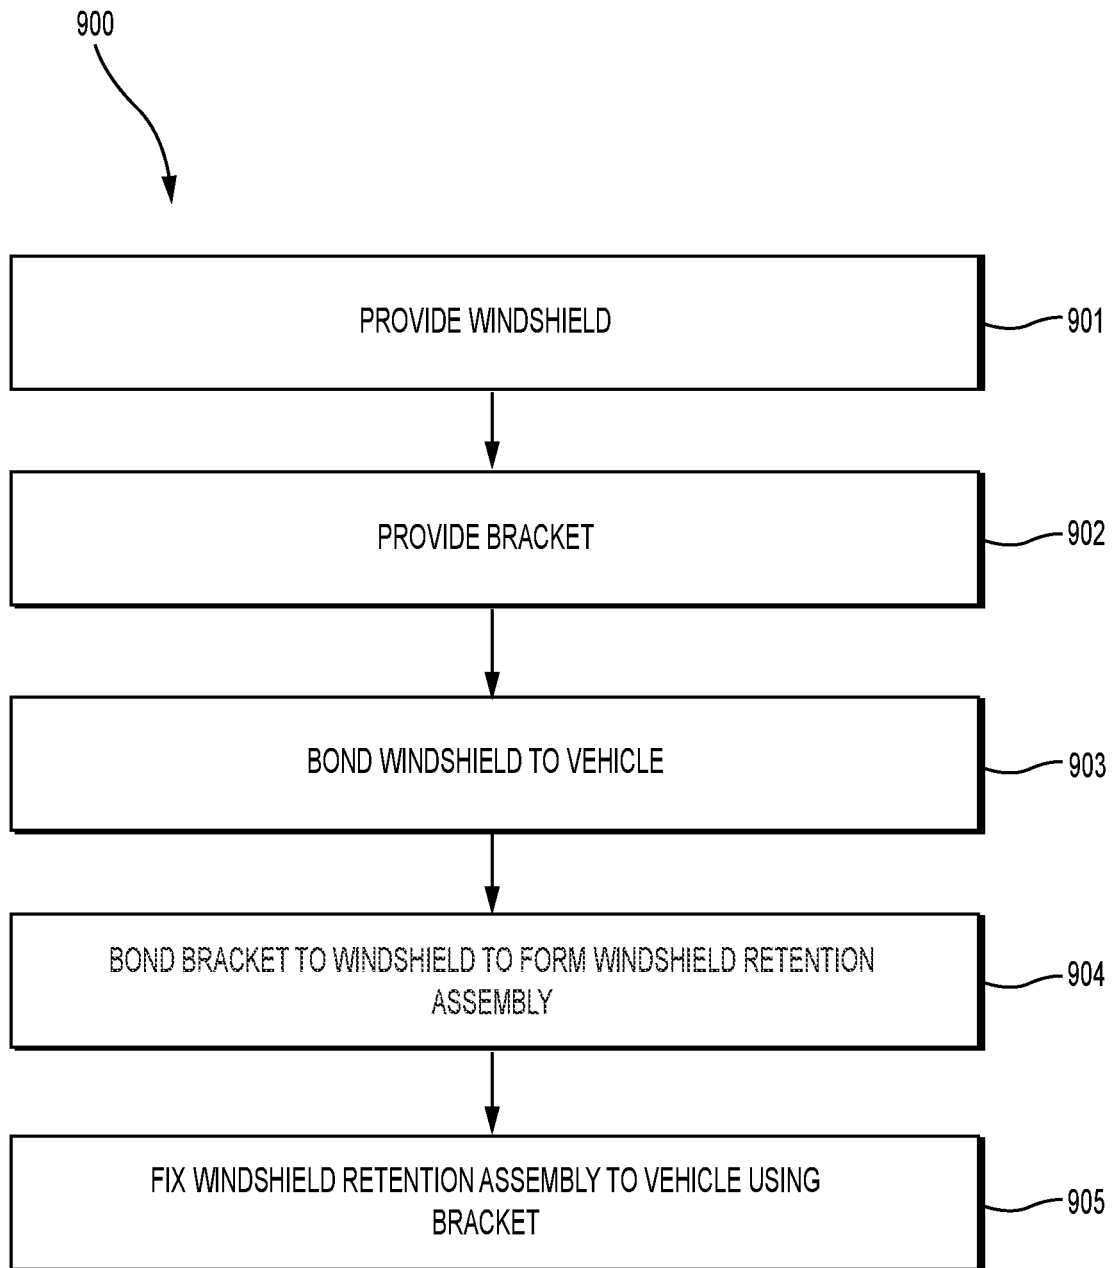 900
PROVIDE WINDSHIELD
901
PROVIDE BRACKET
902
BOND WINDSHIELD TO VEHICLE
903
BOND BRACKET TO WINDSHIELD TO FORM WINDSHIELD RETENTION
ASSEMBLY
904
FIX WINDSHIELD RETENTION ASSEMBLY TO VEHICLE USING
BRACKET
905